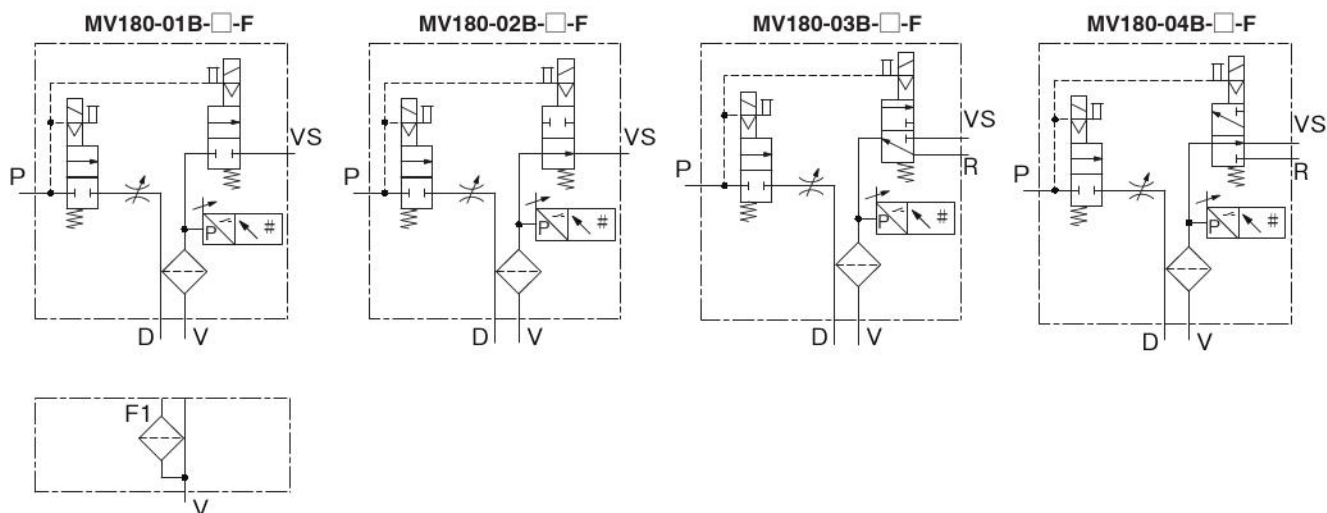 MV180-01B-□-F MV180-02B-□-F MV180-03B-□-F MV180-04B-□-F
VS VS VS VS
P P P P
R R
P # P # P # P #
D V D V D V D V
F1
V